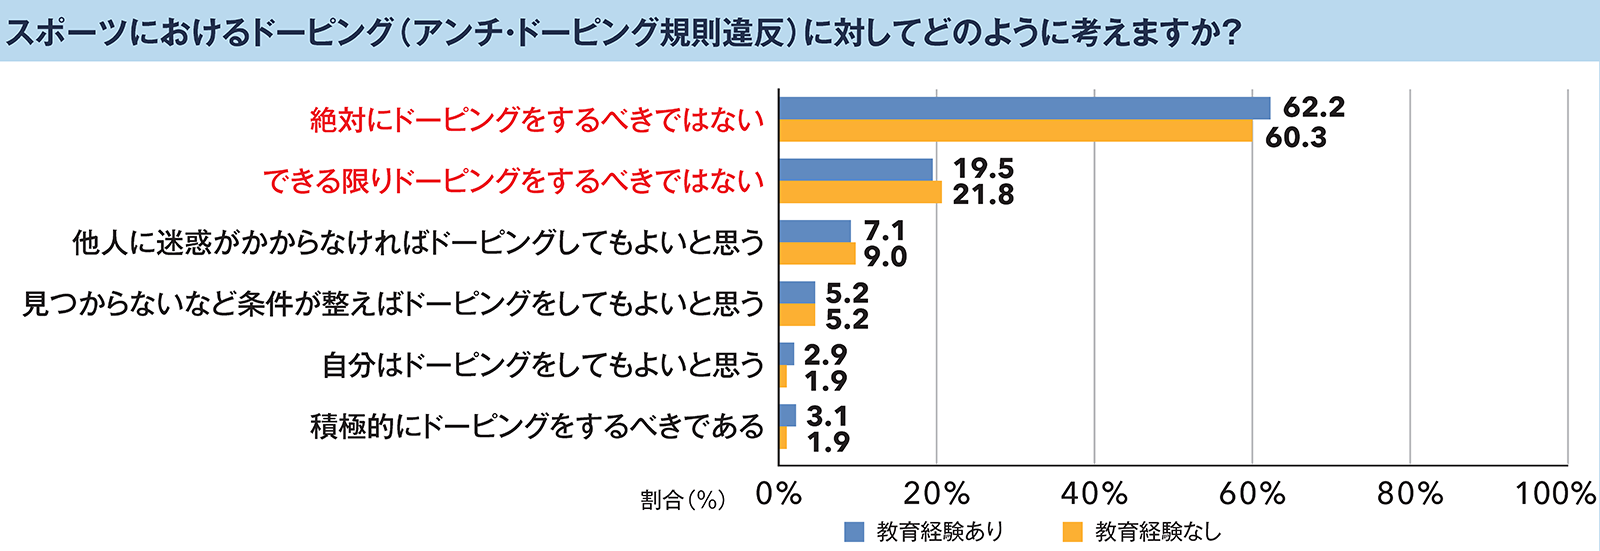 スポーツにおけるドーピング（アンチ・ドーピング規則違反）に対してどのように考えますか？
絶対にドーピングをするべきではない
62.2
60.3
できる限りドーピングをするべきではない
19.5
21.8
他人に迷惑がかからなければドーピングしてもよいと思う
7.1
9.0
見つからないなど条件が整えばドーピングをしてもよいと思う
5.2
5.2
自分はドーピングをしてもよいと思う
2.9
1.9
積極的にドーピングをするべきである
3.1
1.9
割合（％） 0% 20% 40% 60% 80% 100%
教育経験あり 教育経験なし